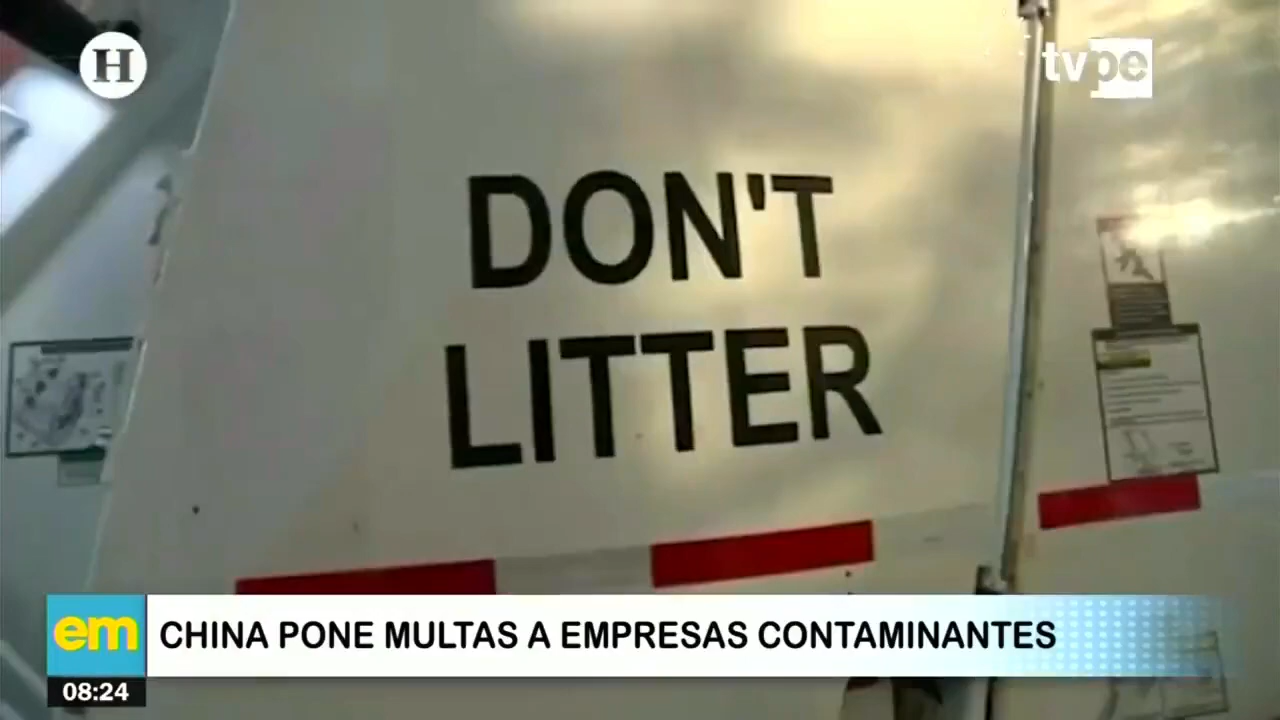 H
tvpe
DON'T
LITTER
em
CHINA PONE MULTAS A EMPRESAS CONTAMINANTES
08:24